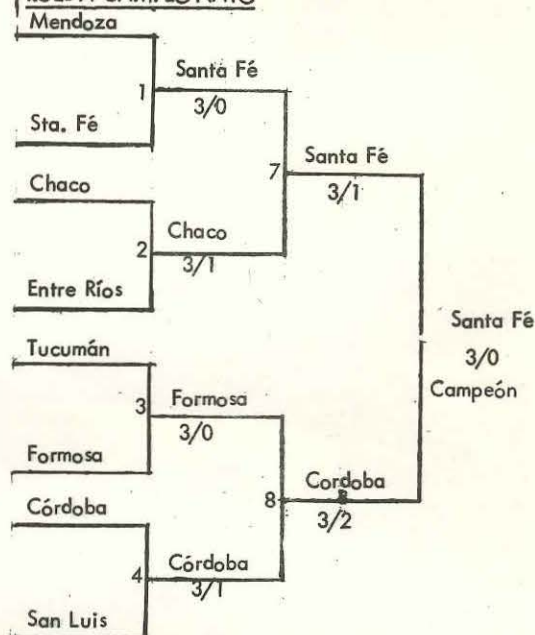 Mendoza
Santa Fé
1
3/0
Sta. Fé
Santa Fé
7
3/1
Chaco
Chaco
2
3/1
Entre Ríos
Santa Fé
3/0
Campeón
Tucumán
Formosa
3
3/0
Formosa
Cordoba
8
3/2
Córdoba
Córdoba
4
3/1
San Luis